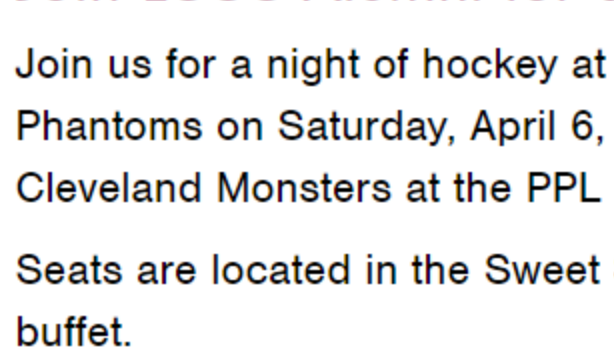 Join us for a night of hockey at
Phantoms on Saturday, April 6,
Cleveland Monsters at the PPL
Seats are located in the Sweet
buffet.